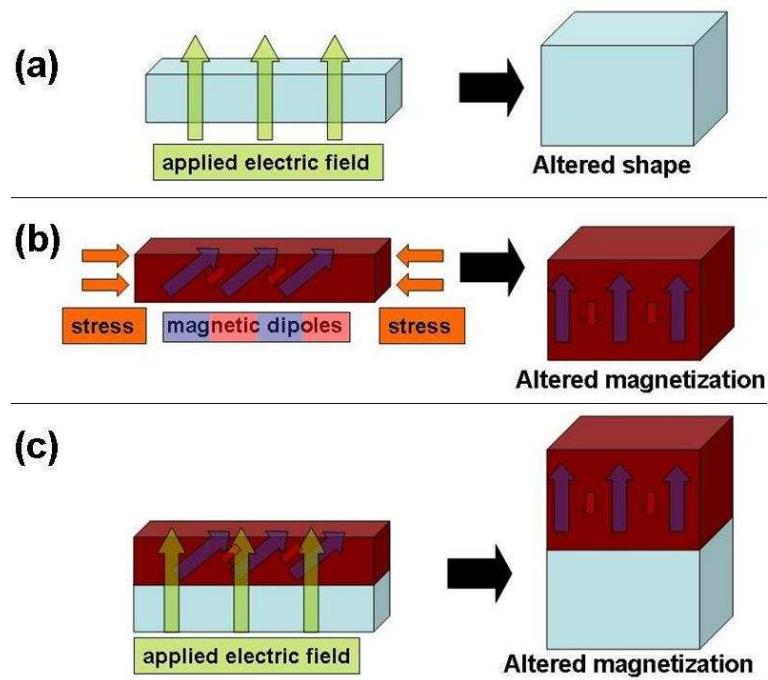 (a)
applied electric field
Altered shape
(b)
stress
magnetic dipoles
stress
Altered magnetization
(c)
applied electric field
Altered magnetization